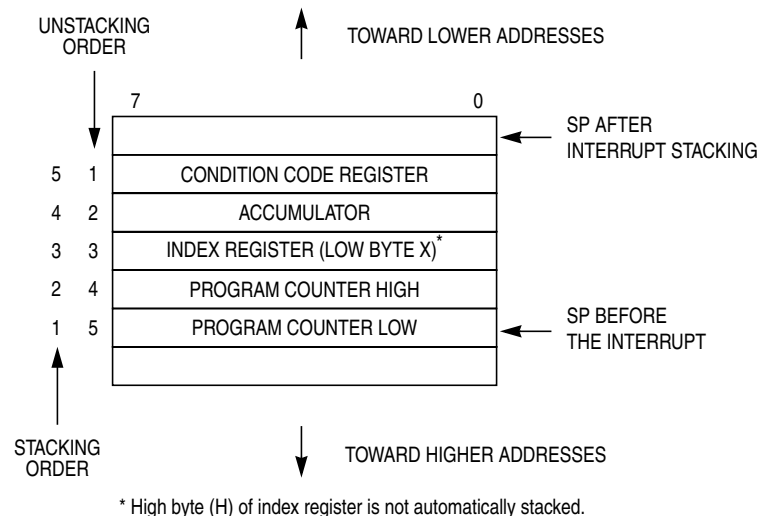 UNSTACKING
ORDER
TOWARD LOWER ADDRESSES
7 0
SP AFTER
INTERRUPT STACKING
5 1 CONDITION CODE REGISTER
4 2 ACCUMULATOR
3 3 INDEX REGISTER (LOW BYTE X)*
2 4 PROGRAM COUNTER HIGH
1 5 PROGRAM COUNTER LOW
SP BEFORE
THE INTERRUPT
STACKING
ORDER
TOWARD HIGHER ADDRESSES
* High byte (H) of index register is not automatically stacked.